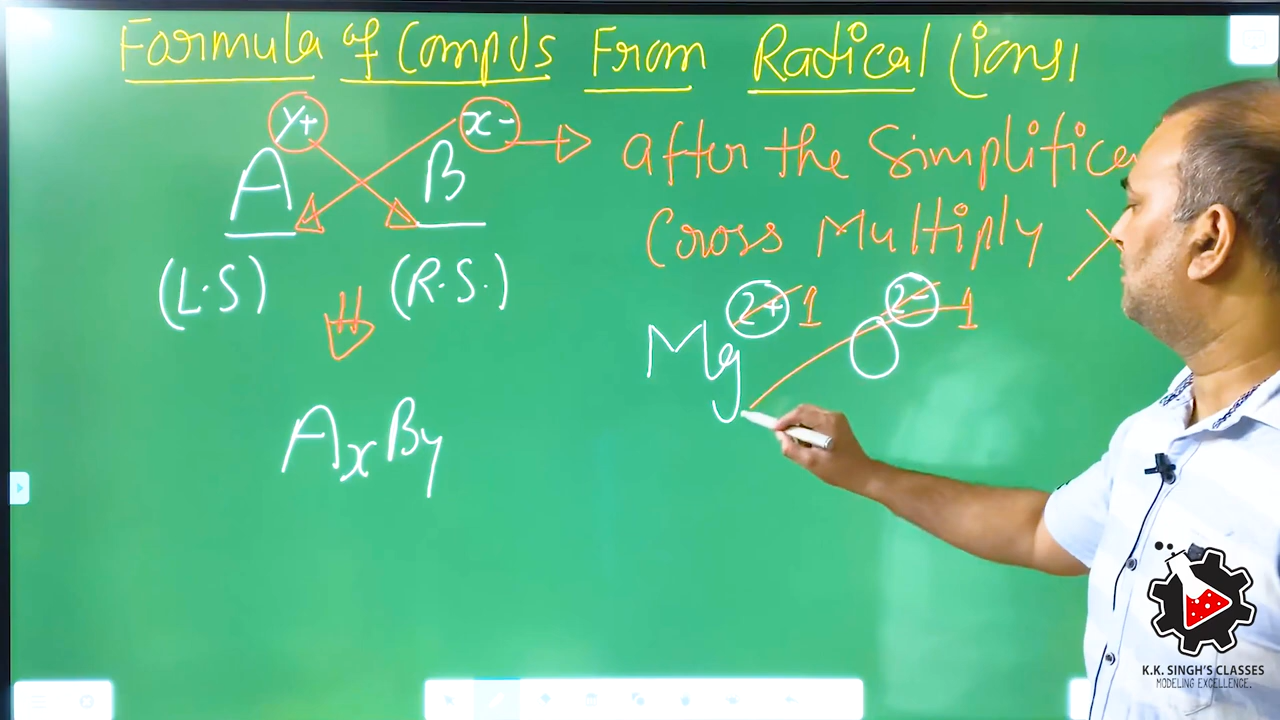 Formula of Compds From Radical (ions)
A y+ B x-
after the Simplifica
Cross Multiply
(L.S) (R.S.)
Mg 2+ 1 O 2- 1
AxBy
K.K. SINGH'S CLASSES
MODELING EXCELLENCE.